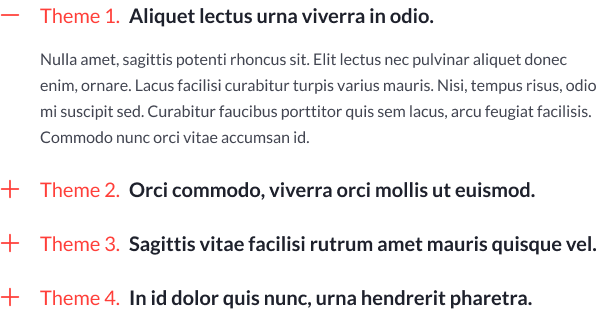 Theme 1. Aliquet lectus urna viverra in odio.
Nulla amet, sagittis potenti rhoncus sit. Elit lectus nec pulvinar aliquet donec
enim, ornare. Lacus facilisi curabitur turpis varius mauris. Nisi, tempus risus, odio
mi suscipit sed. Curabitur faucibus porttitor quis sem lacus, arcu feugiat facilisis.
Commodo nunc orci vitae accumsan id.
Theme 2. Orci commodo, viverra orci mollis ut euismod.
Theme 3. Sagittis vitae facilisi rutrum amet mauris quisque vel.
Theme 4. In id dolor quis nunc, urna hendrerit pharetra.